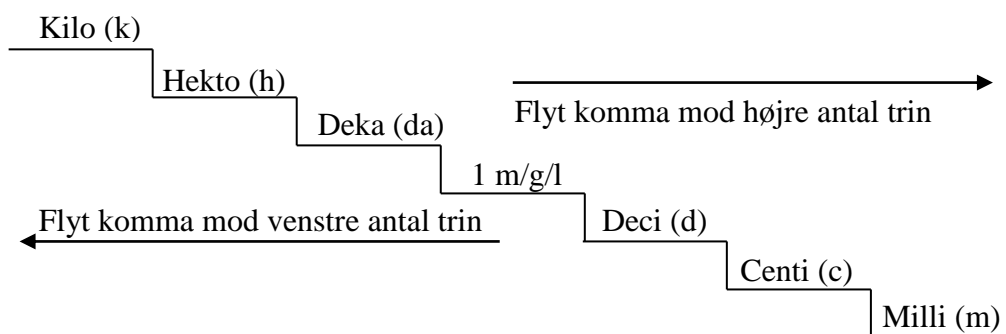 Kilo (k)
Hekto (h)
Deka (da)
Flyt komma mod højre antal trin
1 m/g/l
Flyt komma mod venstre antal trin
Deci (d)
Centi (c)
Milli (m)